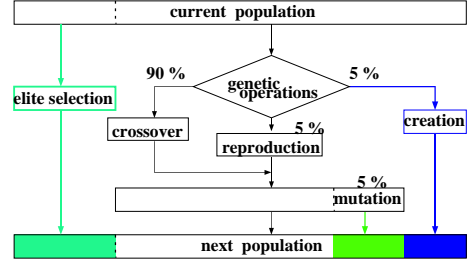 current population
90 %
5 %
genetic
operations
elite selection
crossover
5 %
reproduction
creation
5 %
mutation
next population